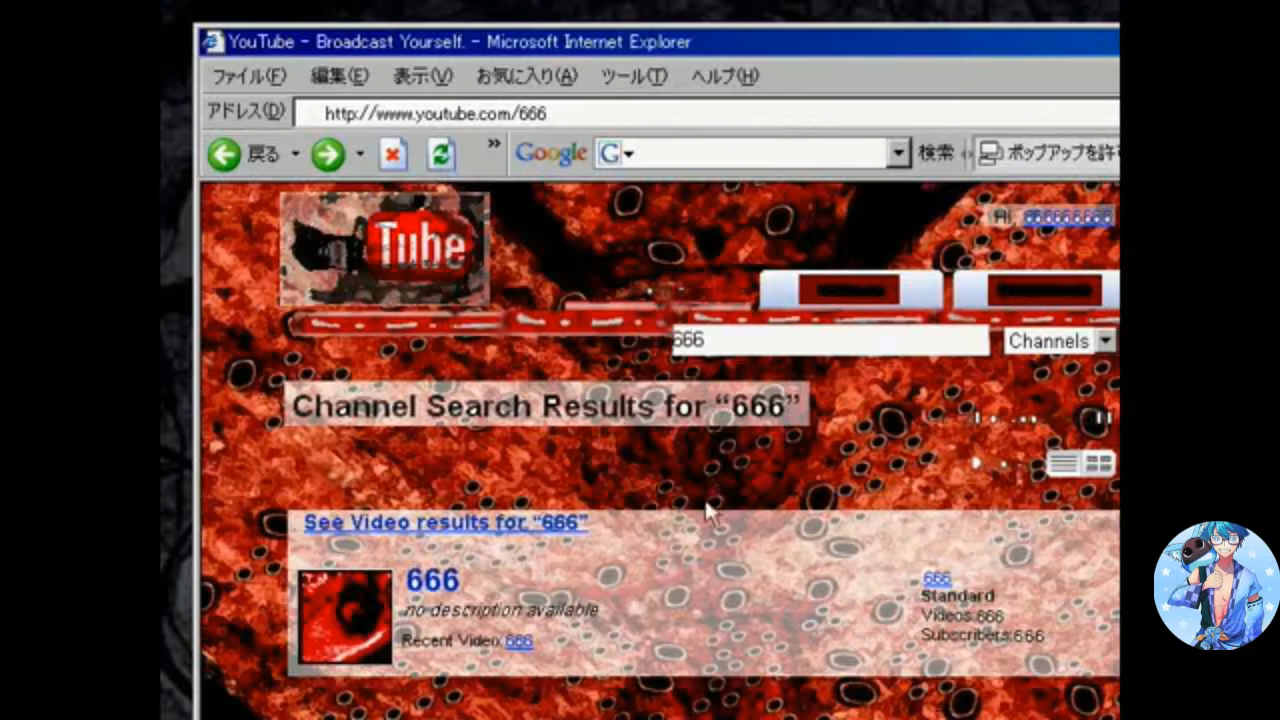 YouTube - Broadcast Yourself. - Microsoft Internet Explorer
ファイル(F) 編集(E) 表示(V) お気に入り(A) ツール(T) ヘルプ(H)
アドレス(D) http://www.youtube.com/666
戻る » Google G 検索 ポップアップを許
Tube
666 Channels
Channel Search Results for “666”
See Video results for “666”
666
666
no description available
Standard
Videos:666
Recent Video:666
Subscribers:666